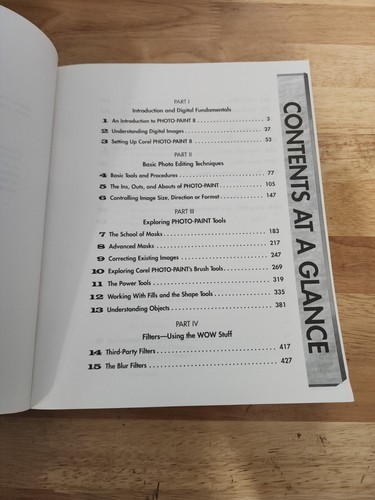 CONTENTS AT A GLANCE
PART I
Introduction and Digital Fundamentals
1 An Introduction to PHOTO-PAINT 8 . . . . . . . . . . . . . . . . . . 3
2 Understanding Digital Images . . . . . . . . . . . . . . . . . . . . . 27
3 Setting Up Corel PHOTO-PAINT 8 . . . . . . . . . . . . . . . . . . 53
PART II
Basic Photo Editing Techniques
4 Basic Tools and Procedures . . . . . . . . . . . . . . . . . . . . . . 77
5 The Ins, Outs, and Abouts of PHOTO-PAINT . . . . . . . . . . . 105
6 Controlling Image Size, Direction or Format . . . . . . . . . . . . 147
PART III
Exploring PHOTO-PAINT Tools
7 The School of Masks . . . . . . . . . . . . . . . . . . . . . . . . . 183
8 Advanced Masks . . . . . . . . . . . . . . . . . . . . . . . . . . . 217
9 Correcting Existing Images . . . . . . . . . . . . . . . . . . . . . 247
10 Exploring Corel PHOTO-PAINT's Brush Tools . . . . . . . . . . . 269
11 The Power Tools . . . . . . . . . . . . . . . . . . . . . . . . . . . 319
12 Working With Fills and the Shape Tools . . . . . . . . . . . . . . 335
13 Understanding Objects . . . . . . . . . . . . . . . . . . . . . . . 381
PART IV
Filters—Using the WOW Stuff
14 Third-Party Filters . . . . . . . . . . . . . . . . . . . . . . . . . . 417
15 The Blur Filters . . . . . . . . . . . . . . . . . . . . . . . . . . . 427